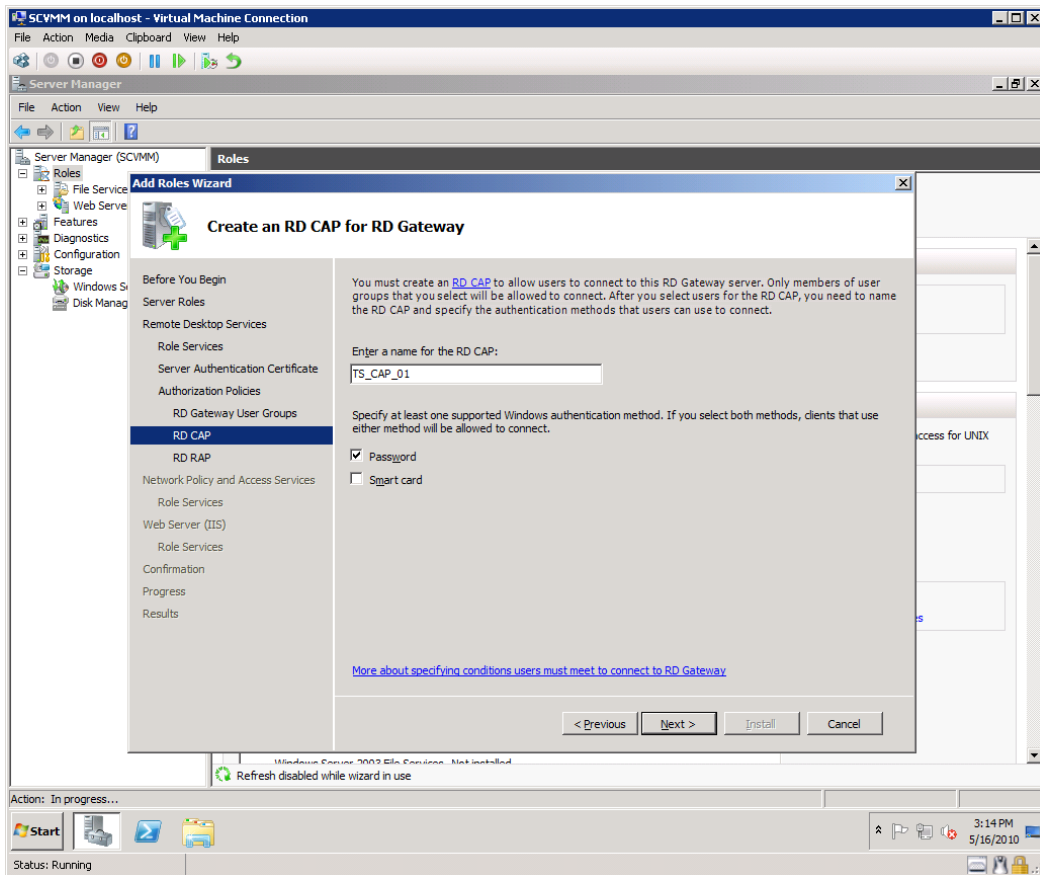 SCVMM on localhost - Virtual Machine Connection
File Action Media Clipboard View Help
Server Manager
File Action View Help
Server Manager (SCVMM)
Roles
Roles
File Service
Web Serve
Features
Diagnostics
Configuration
Storage
Windows S
Disk Manag
Add Roles Wizard
Create an RD CAP for RD Gateway
Before You Begin
Server Roles
Remote Desktop Services
Role Services
Server Authentication Certificate
Authorization Policies
RD Gateway User Groups
RD CAP
RD RAP
Network Policy and Access Services
Role Services
Web Server (IIS)
Role Services
Confirmation
Progress
Results
You must create an RD CAP to allow users to connect to this RD Gateway server. Only members of user
groups that you select will be allowed to connect. After you select users for the RD CAP, you need to name
the RD CAP and specify the authentication methods that users can use to connect.
Enter a name for the RD CAP:
TS_CAP_01
Specify at least one supported Windows authentication method. If you select both methods, clients that use
either method will be allowed to connect.
Password
Smart card
More about specifying conditions users must meet to connect to RD Gateway
< Previous Next > Install Cancel
ccess for UNIX
es
Windows Server 2003 File Services Not installed
Refresh disabled while wizard in use
Action: In progress...
Start
3:14 PM
5/16/2010
Status: Running